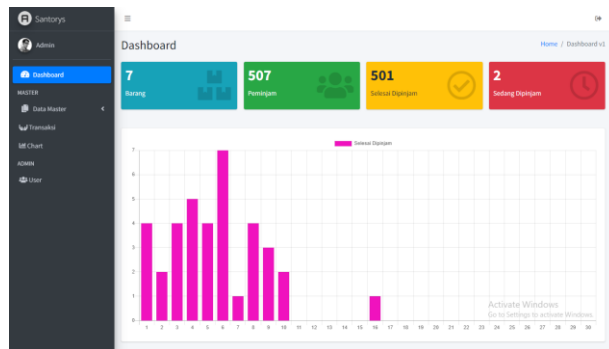 Santorys
Admin
Dashboard
MASTER
Data Master
Transaksi
Chart
ADMIN
User
Dashboard
Home / Dashboard v1
7
Barang
507
Peminjam
501
Selesai Dipinjam
2
Sedang Dipinjam
Selesai Dipinjam
7
6
5
4
3
2
1
0
1 2 3 4 5 6 7 8 9 10 11 12 13 14 15 16 17 18 19 20 21 22 23 24 25 26 27 28 29 30
Activate Windows
Go to Settings to activate Windows.